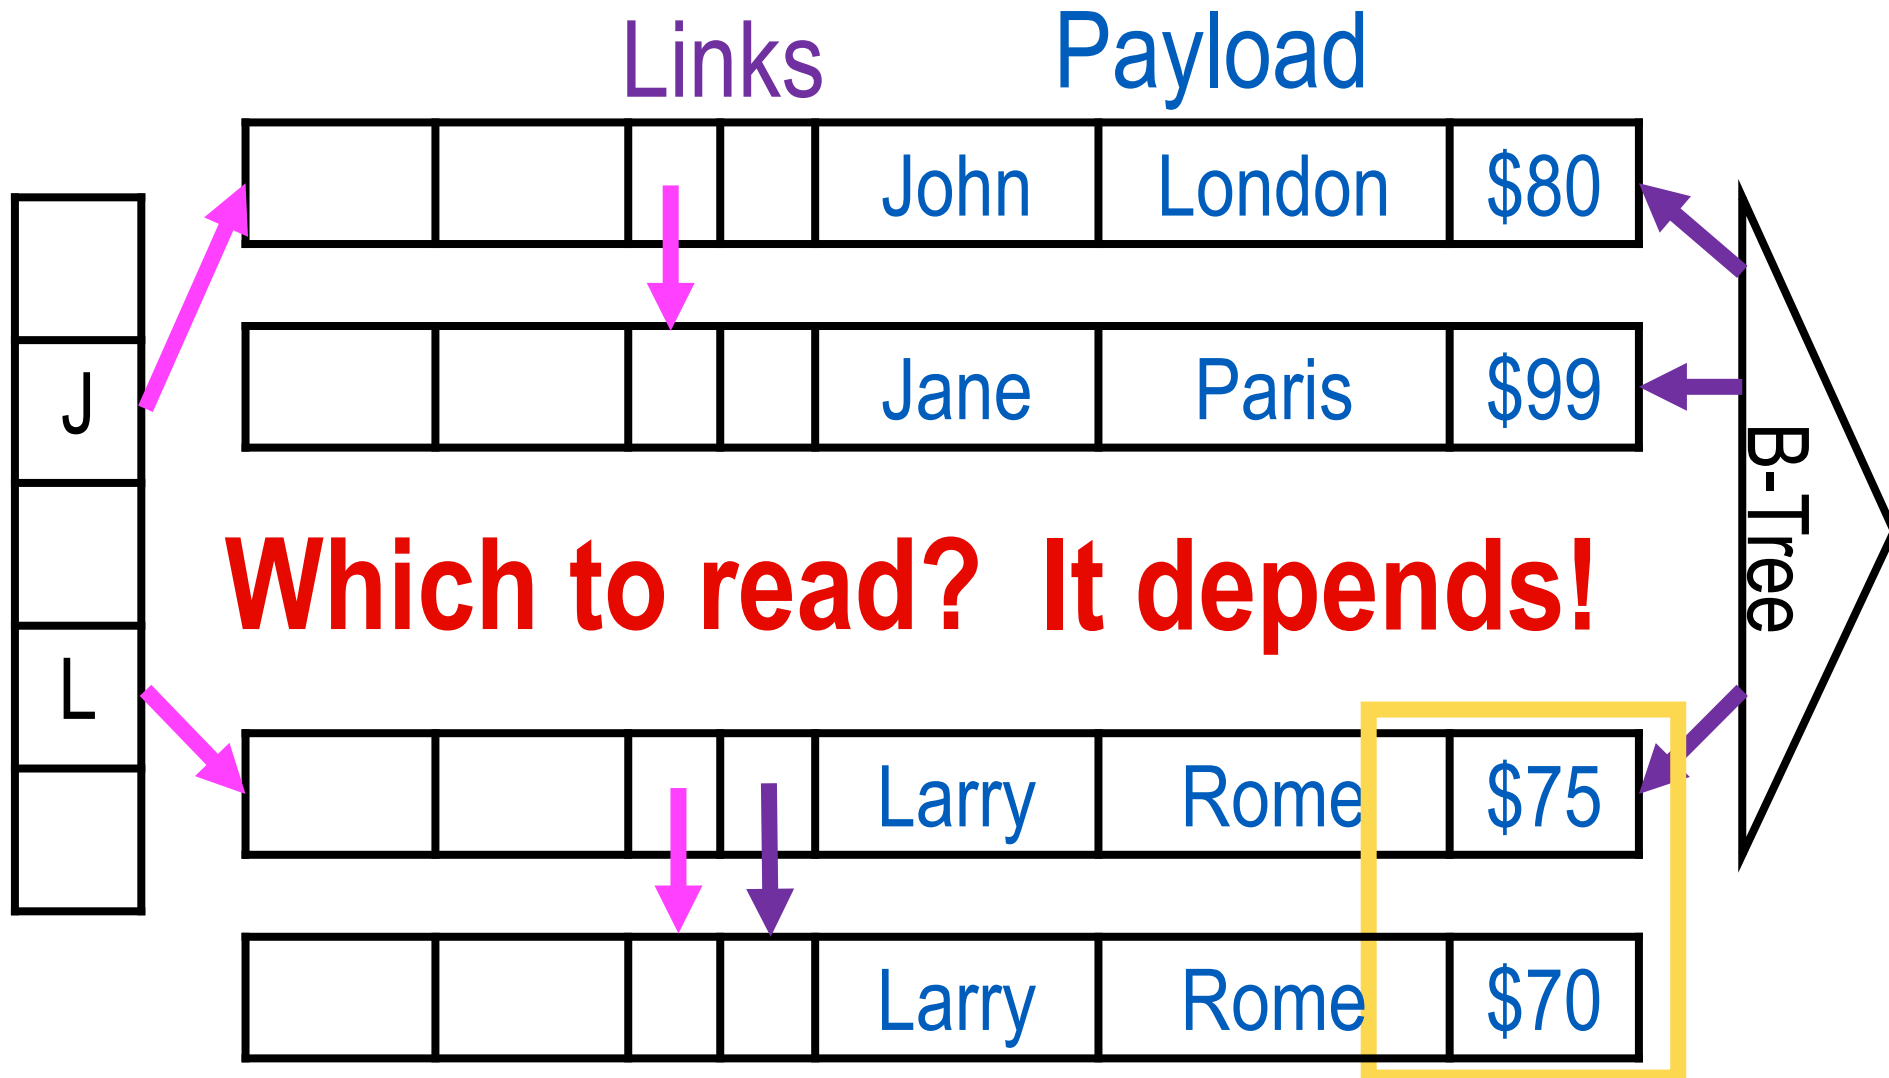 Links Payload
John London $80
J
Jane Paris $99
B-Tree
Which to read? It depends!
L
Larry Rome $75
Larry Rome $70